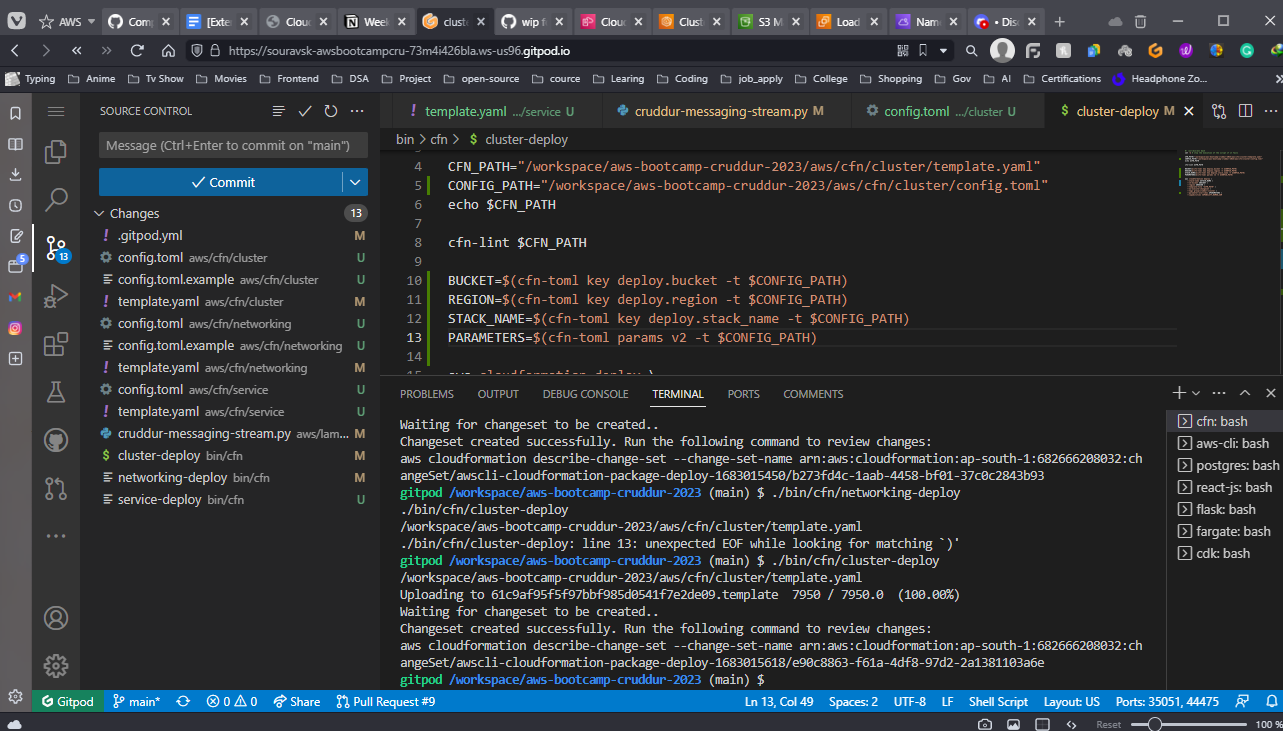 AWS
Comp
[Exter
Clou
Week
cluste
wip f
Clou
Clust
S3 M
Load
Name
• Disc
https://souravsk-awsbootcampcru-73m4i426bla.ws-us96.gitpod.io
Typing
Anime
Tv Show
Movies
Frontend
DSA
Project
open-source
cource
Learing
Coding
job_apply
College
Shopping
Gov
AI
Certifications
Headphone Zo...
SOURCE CONTROL
Message (Ctrl+Enter to commit on "main")
Commit
Changes 13
.gitpod.yml M
config.toml aws/cfn/cluster U
config.toml.example aws/cfn/cluster U
template.yaml aws/cfn/cluster M
config.toml aws/cfn/networking U
config.toml.example aws/cfn/networking U
template.yaml aws/cfn/networking M
config.toml aws/cfn/service U
template.yaml aws/cfn/service U
cruddur-messaging-stream.py aws/lam... M
cluster-deploy bin/cfn M
networking-deploy bin/cfn M
service-deploy bin/cfn U
13
5
template.yaml .../service U
cruddur-messaging-stream.py M
config.toml .../cluster U
cluster-deploy M
bin > cfn > $ cluster-deploy
4 CFN_PATH="/workspace/aws-bootcamp-cruddur-2023/aws/cfn/cluster/template.yaml"
5 CONFIG_PATH="/workspace/aws-bootcamp-cruddur-2023/aws/cfn/cluster/config.toml"
6 echo $CFN_PATH
7
8 cfn-lint $CFN_PATH
9
10 BUCKET=$(cfn-toml key deploy.bucket -t $CONFIG_PATH)
11 REGION=$(cfn-toml key deploy.region -t $CONFIG_PATH)
12 STACK_NAME=$(cfn-toml key deploy.stack_name -t $CONFIG_PATH)
13 PARAMETERS=$(cfn-toml params v2 -t $CONFIG_PATH)
14
15 aws cloudformation deploy \
PROBLEMS OUTPUT DEBUG CONSOLE TERMINAL PORTS COMMENTS
Waiting for changeset to be created..
Changeset created successfully. Run the following command to review changes:
aws cloudformation describe-change-set --change-set-name arn:aws:cloudformation:ap-south-1:682666208032:ch
angeSet/awscli-cloudformation-package-deploy-1683015450/b273fd4c-1aab-4458-bf01-37c0c2843b93
gitpod /workspace/aws-bootcamp-cruddur-2023 (main) $ ./bin/cfn/networking-deploy
./bin/cfn/cluster-deploy
/workspace/aws-bootcamp-cruddur-2023/aws/cfn/cluster/template.yaml
./bin/cfn/cluster-deploy: line 13: unexpected EOF while looking for matching `)'
gitpod /workspace/aws-bootcamp-cruddur-2023 (main) $ ./bin/cfn/cluster-deploy
/workspace/aws-bootcamp-cruddur-2023/aws/cfn/cluster/template.yaml
Uploading to 61c9af95f5f97bbf985d0541f7e2de09.template 7950 / 7950.0 (100.00%)
Waiting for changeset to be created..
Changeset created successfully. Run the following command to review changes:
aws cloudformation describe-change-set --change-set-name arn:aws:cloudformation:ap-south-1:682666208032:ch
angeSet/awscli-cloudformation-package-deploy-1683015618/e90c8863-f61a-4df8-97d2-2a1381103a6e
gitpod /workspace/aws-bootcamp-cruddur-2023 (main) $
cfn: bash
aws-cli: bash
postgres: bash
react-js: bash
flask: bash
fargate: bash
cdk: bash
Gitpod main* 0 0 Share Pull Request #9 Ln 13, Col 49 Spaces: 2 UTF-8 LF Shell Script Layout: US Ports: 35051, 44475
Reset 100 %